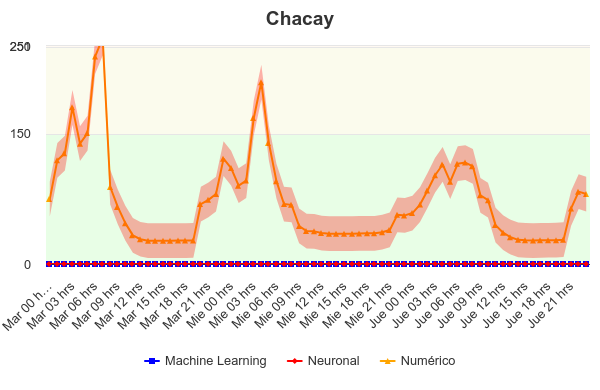 Chacay
250
150
0
Mar 00 h...
Mar 03 hrs
Mar 06 hrs
Mar 09 hrs
Mar 12 hrs
Mar 15 hrs
Mar 18 hrs
Mar 21 hrs
Mie 00 hrs
Mie 03 hrs
Mie 06 hrs
Mie 09 hrs
Mie 12 hrs
Mie 15 hrs
Mie 18 hrs
Mie 21 hrs
Jue 00 hrs
Jue 03 hrs
Jue 06 hrs
Jue 09 hrs
Jue 12 hrs
Jue 15 hrs
Jue 18 hrs
Jue 21 hrs
Machine Learning Neuronal Numérico